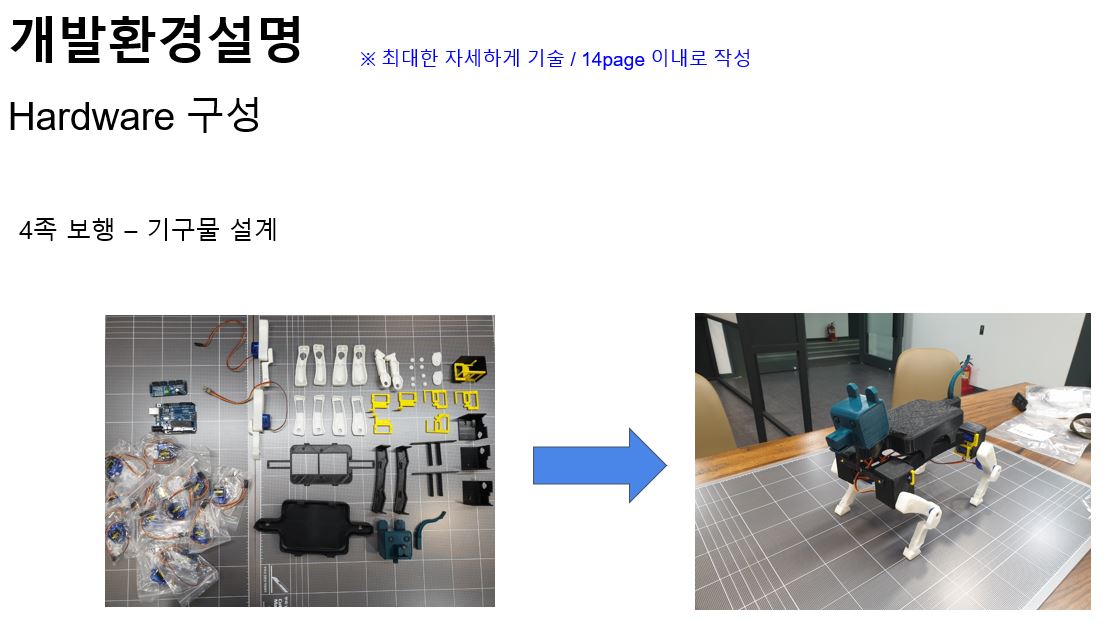 개발환경설명
※ 최대한 자세하게 기술 / 14page 이내로 작성
Hardware 구성
4족 보행 – 기구물 설계